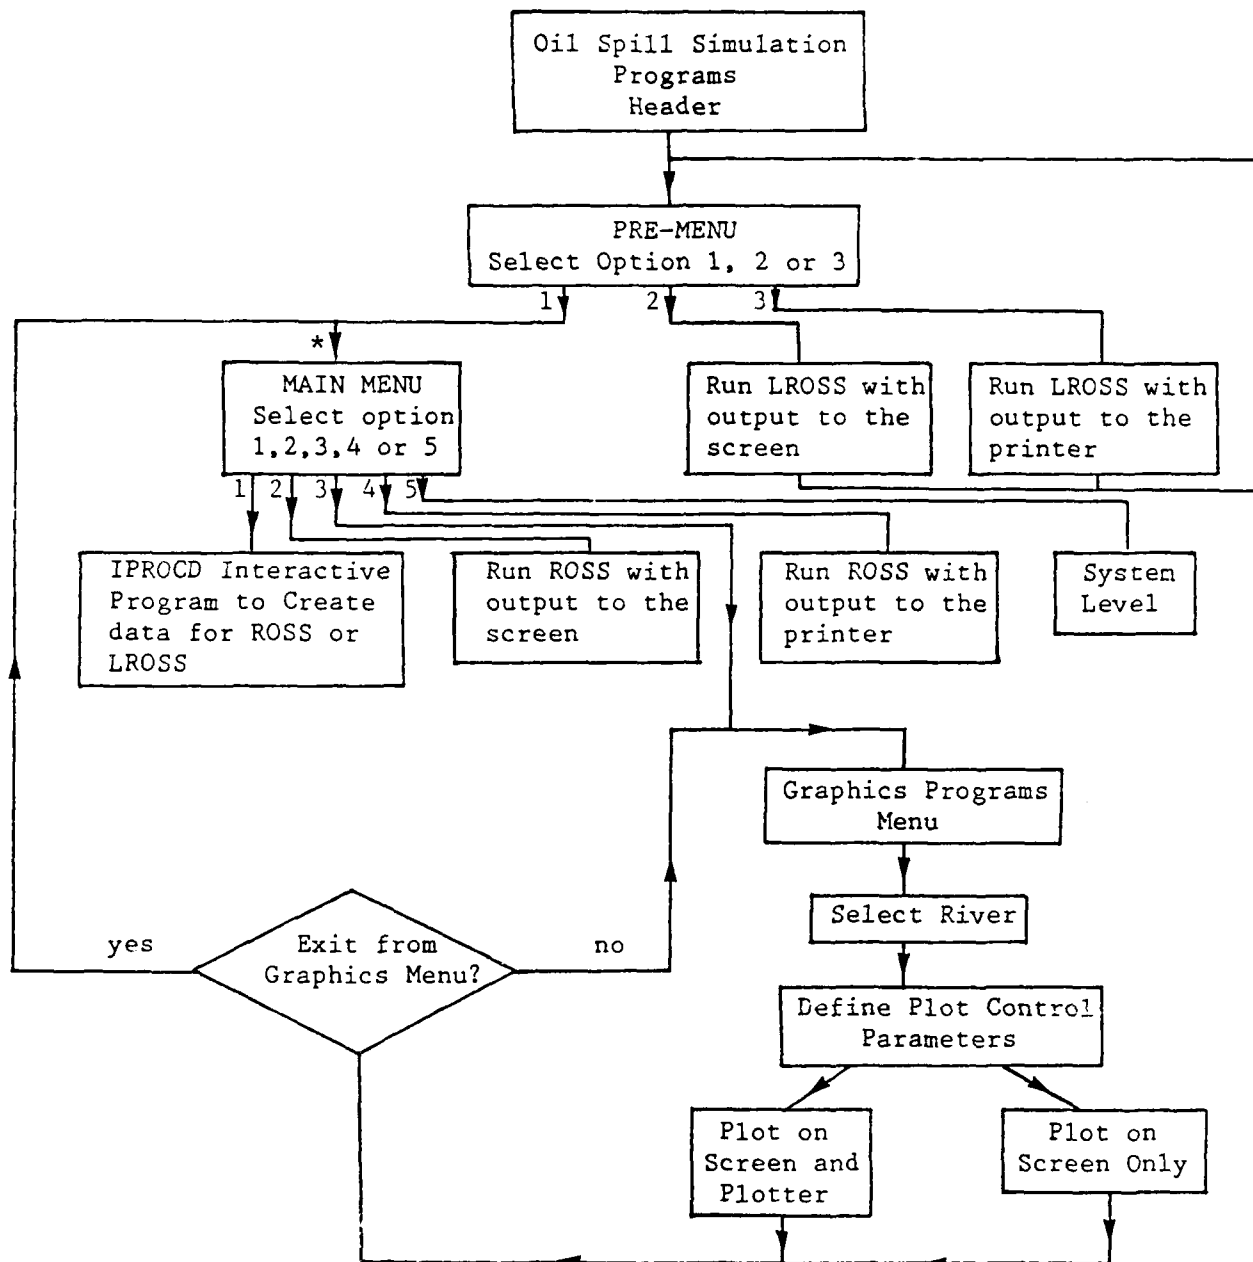 Oil Spill Simulation
Programs
Header
PRE-MENU
Select Option 1, 2 or 3
1
2
3
*
MAIN MENU
Select option
1,2,3,4 or 5
Run LROSS with
output to the
screen
Run LROSS with
output to the
printer
1
2
3
4
5
IPROCD Interactive
Program to Create
data for ROSS or
LROSS
Run ROSS with
output to the
screen
Run ROSS with
output to the
printer
System
Level
Graphics Programs
Menu
Select River
yes
Exit from
Graphics Menu?
no
Define Plot Control
Parameters
Plot on
Screen and
Plotter
Plot on
Screen Only